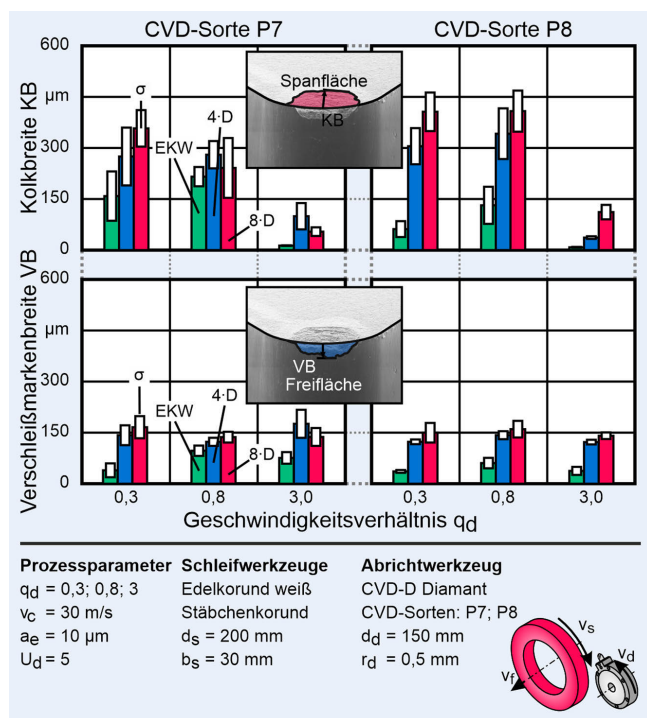 CVD-Sorte P7
CVD-Sorte P8
Kolkbreite KB
600
µm
300
150
0
σ
EKW
4·D
8·D
Spanfläche
KB
Verschleißmarkenbreite VB
600
µm
300
150
0
σ
EKW
4·D
8·D
VB
Freifläche
0,3 0,8 3,0 0,3 0,8 3,0
Geschwindigkeitsverhältnis qd
Prozessparameter
qd = 0,3; 0,8; 3
vc = 30 m/s
ae = 10 µm
Ud = 5
Schleifwerkzeuge
Edelkorund weiß
Stäbchenkorund
ds = 200 mm
bs = 30 mm
Abrichtwerkzeug
CVD-D Diamant
CVD-Sorten: P7; P8
dd = 150 mm
rd = 0,5 mm
vs
vd
vf